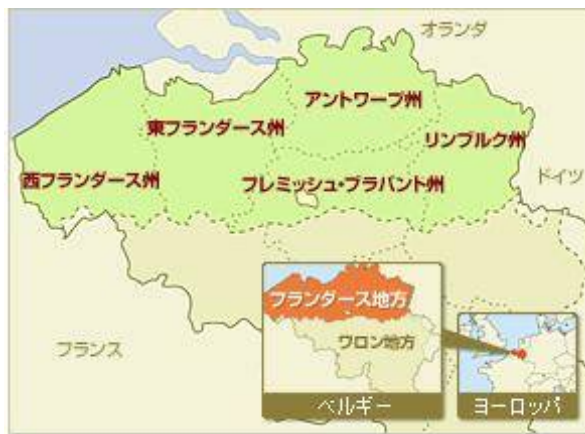 オランダ
アントワープ州
東フランダース州
リンブルク州
西フランダース州
フレミッシュ・ブラバント州
ドイツ
フランス
フランダース地方
ワロン地方
ベルギー
ヨーロッパ